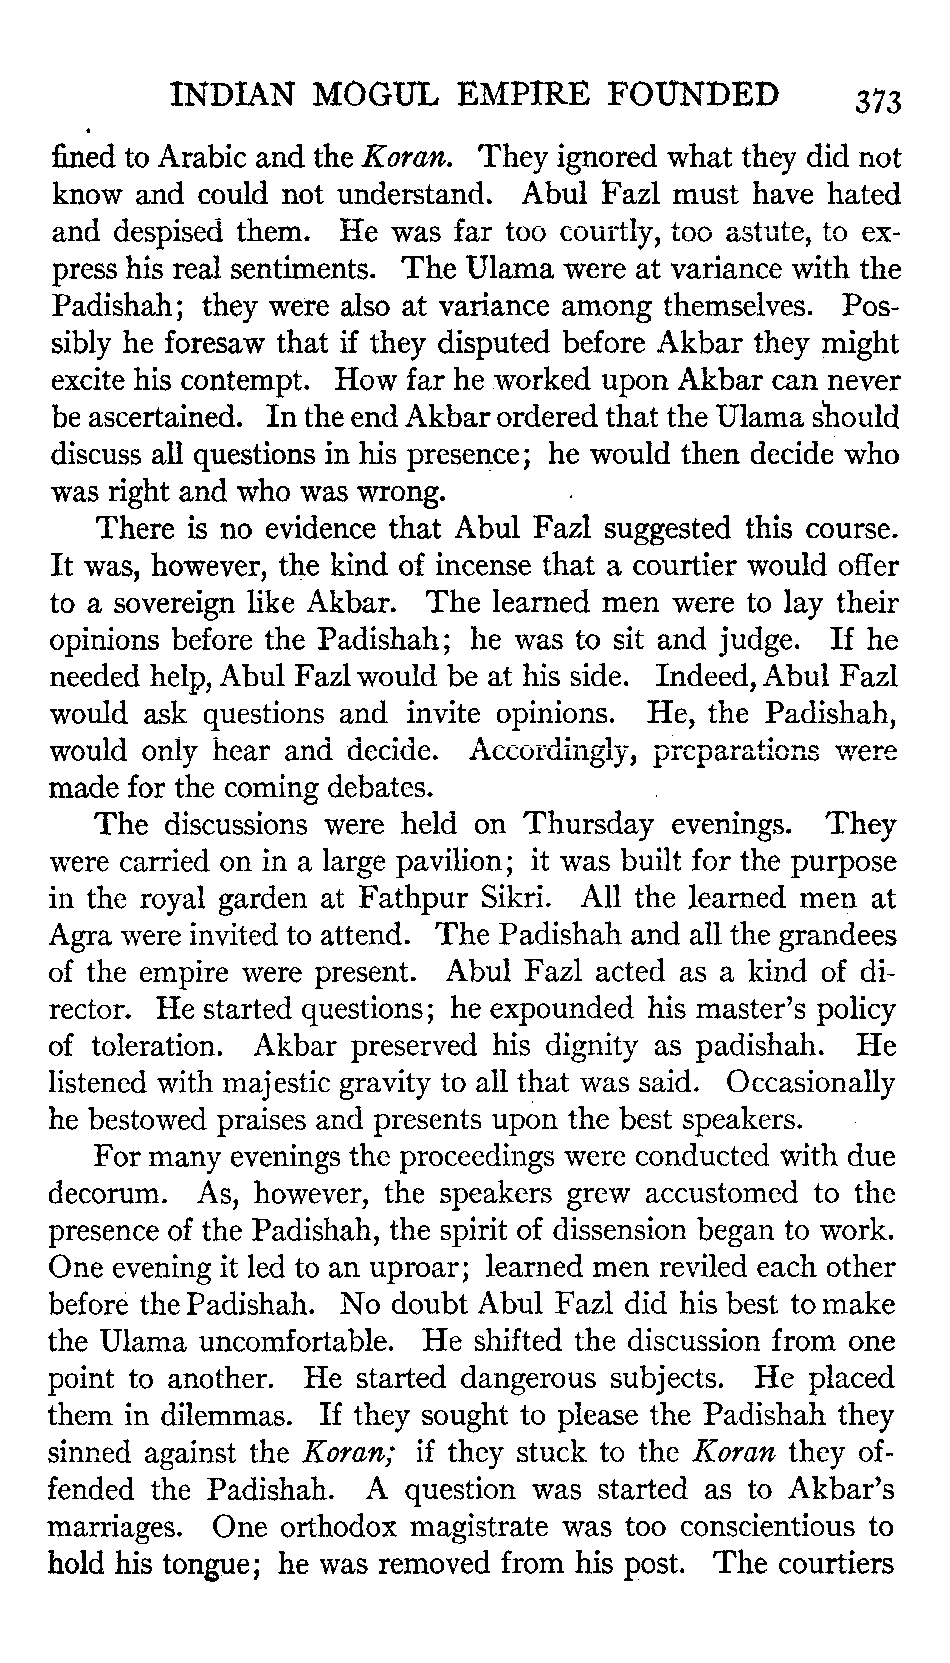 INDIAN MOGUL EMPIRE FOUNDED 373
fined to Arabic and the Koran. They ignored what they did not
know and could not understand. Abul Fazl must have hated
and despised them. He was far too courtly, too astute, to ex-
press his real sentiments. The Ulama were at variance with the
Padishah; they were also at variance among themselves. Pos-
sibly he foresaw that if they disputed before Akbar they might
excite his contempt. How far he worked upon Akbar can never
be ascertained. In the end Akbar ordered that the Ulama should
discuss all questions in his presence; he would then decide who
was right and who was wrong.
There is no evidence that Abul Fazl suggested this course.
It was, however, the kind of incense that a courtier would offer
to a sovereign like Akbar. The learned men were to lay their
opinions before the Padishah; he was to sit and judge. If he
needed help, Abul Fazl would be at his side. Indeed, Abul Fazl
would ask questions and invite opinions. He, the Padishah,
would only hear and decide. Accordingly, preparations were
made for the coming debates.
The discussions were held on Thursday evenings. They
were carried on in a large pavilion; it was built for the purpose
in the royal garden at Fathpur Sikri. All the learned men at
Agra were invited to attend. The Padishah and all the grandees
of the empire were present. Abul Fazl acted as a kind of di-
rector. He started questions; he expounded his master's policy
of toleration. Akbar preserved his dignity as padishah. He
listened with majestic gravity to all that was said. Occasionally
he bestowed praises and presents upon the best speakers.
For many evenings the proceedings were conducted with due
decorum. As, however, the speakers grew accustomed to the
presence of the Padishah, the spirit of dissension began to work.
One evening it led to an uproar; learned men reviled each other
before the Padishah. No doubt Abul Fazl did his best to make
the Ulama uncomfortable. He shifted the discussion from one
point to another. He started dangerous subjects. He placed
them in dilemmas. If they sought to please the Padishah they
sinned against the Koran; if they stuck to the Koran they of-
fended the Padishah. A question was started as to Akbar's
marriages. One orthodox magistrate was too conscientious to
hold his tongue; he was removed from his post. The courtiers